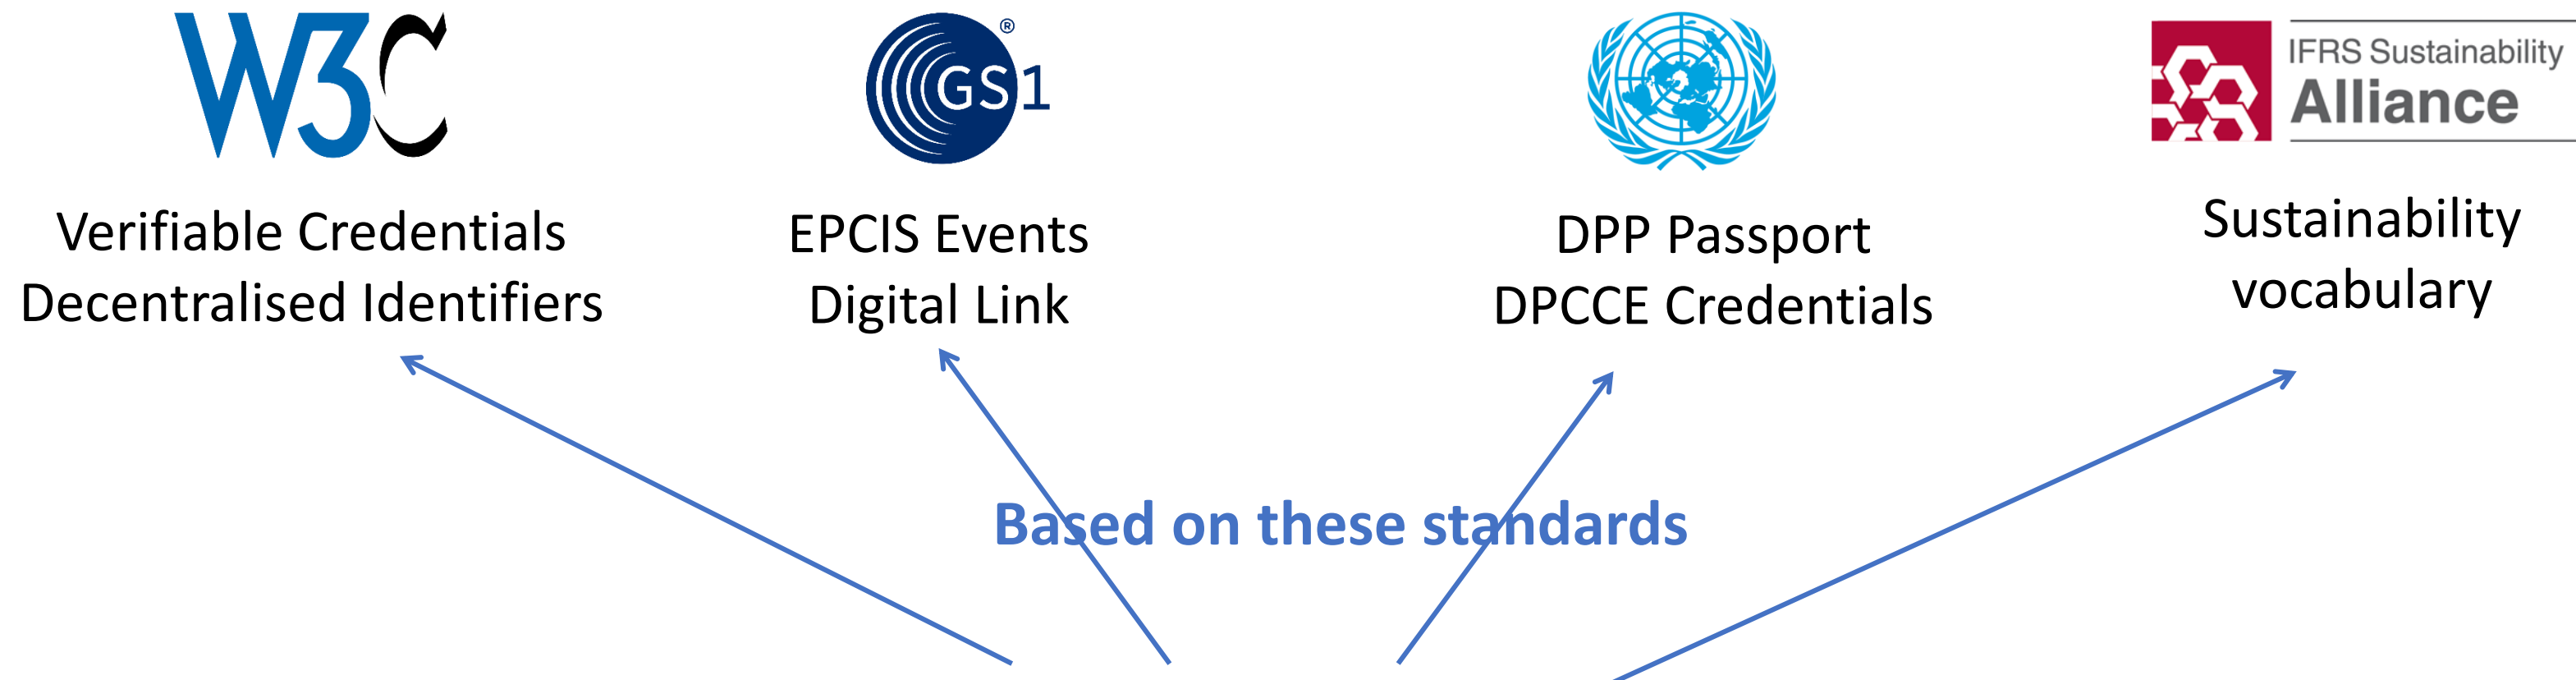 W3C
GS1
®
IFRS Sustainability
Alliance
Verifiable Credentials
Decentralised Identifiers
EPCIS Events
Digital Link
DPP Passport
DPCCE Credentials
Sustainability
vocabulary
Based on these standards